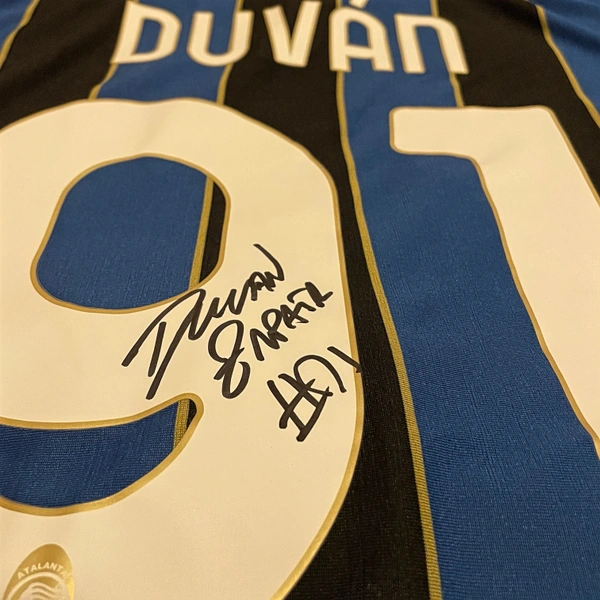 DUVÁN
91
DUVAN
ZAPATA
#91
ATALANTA